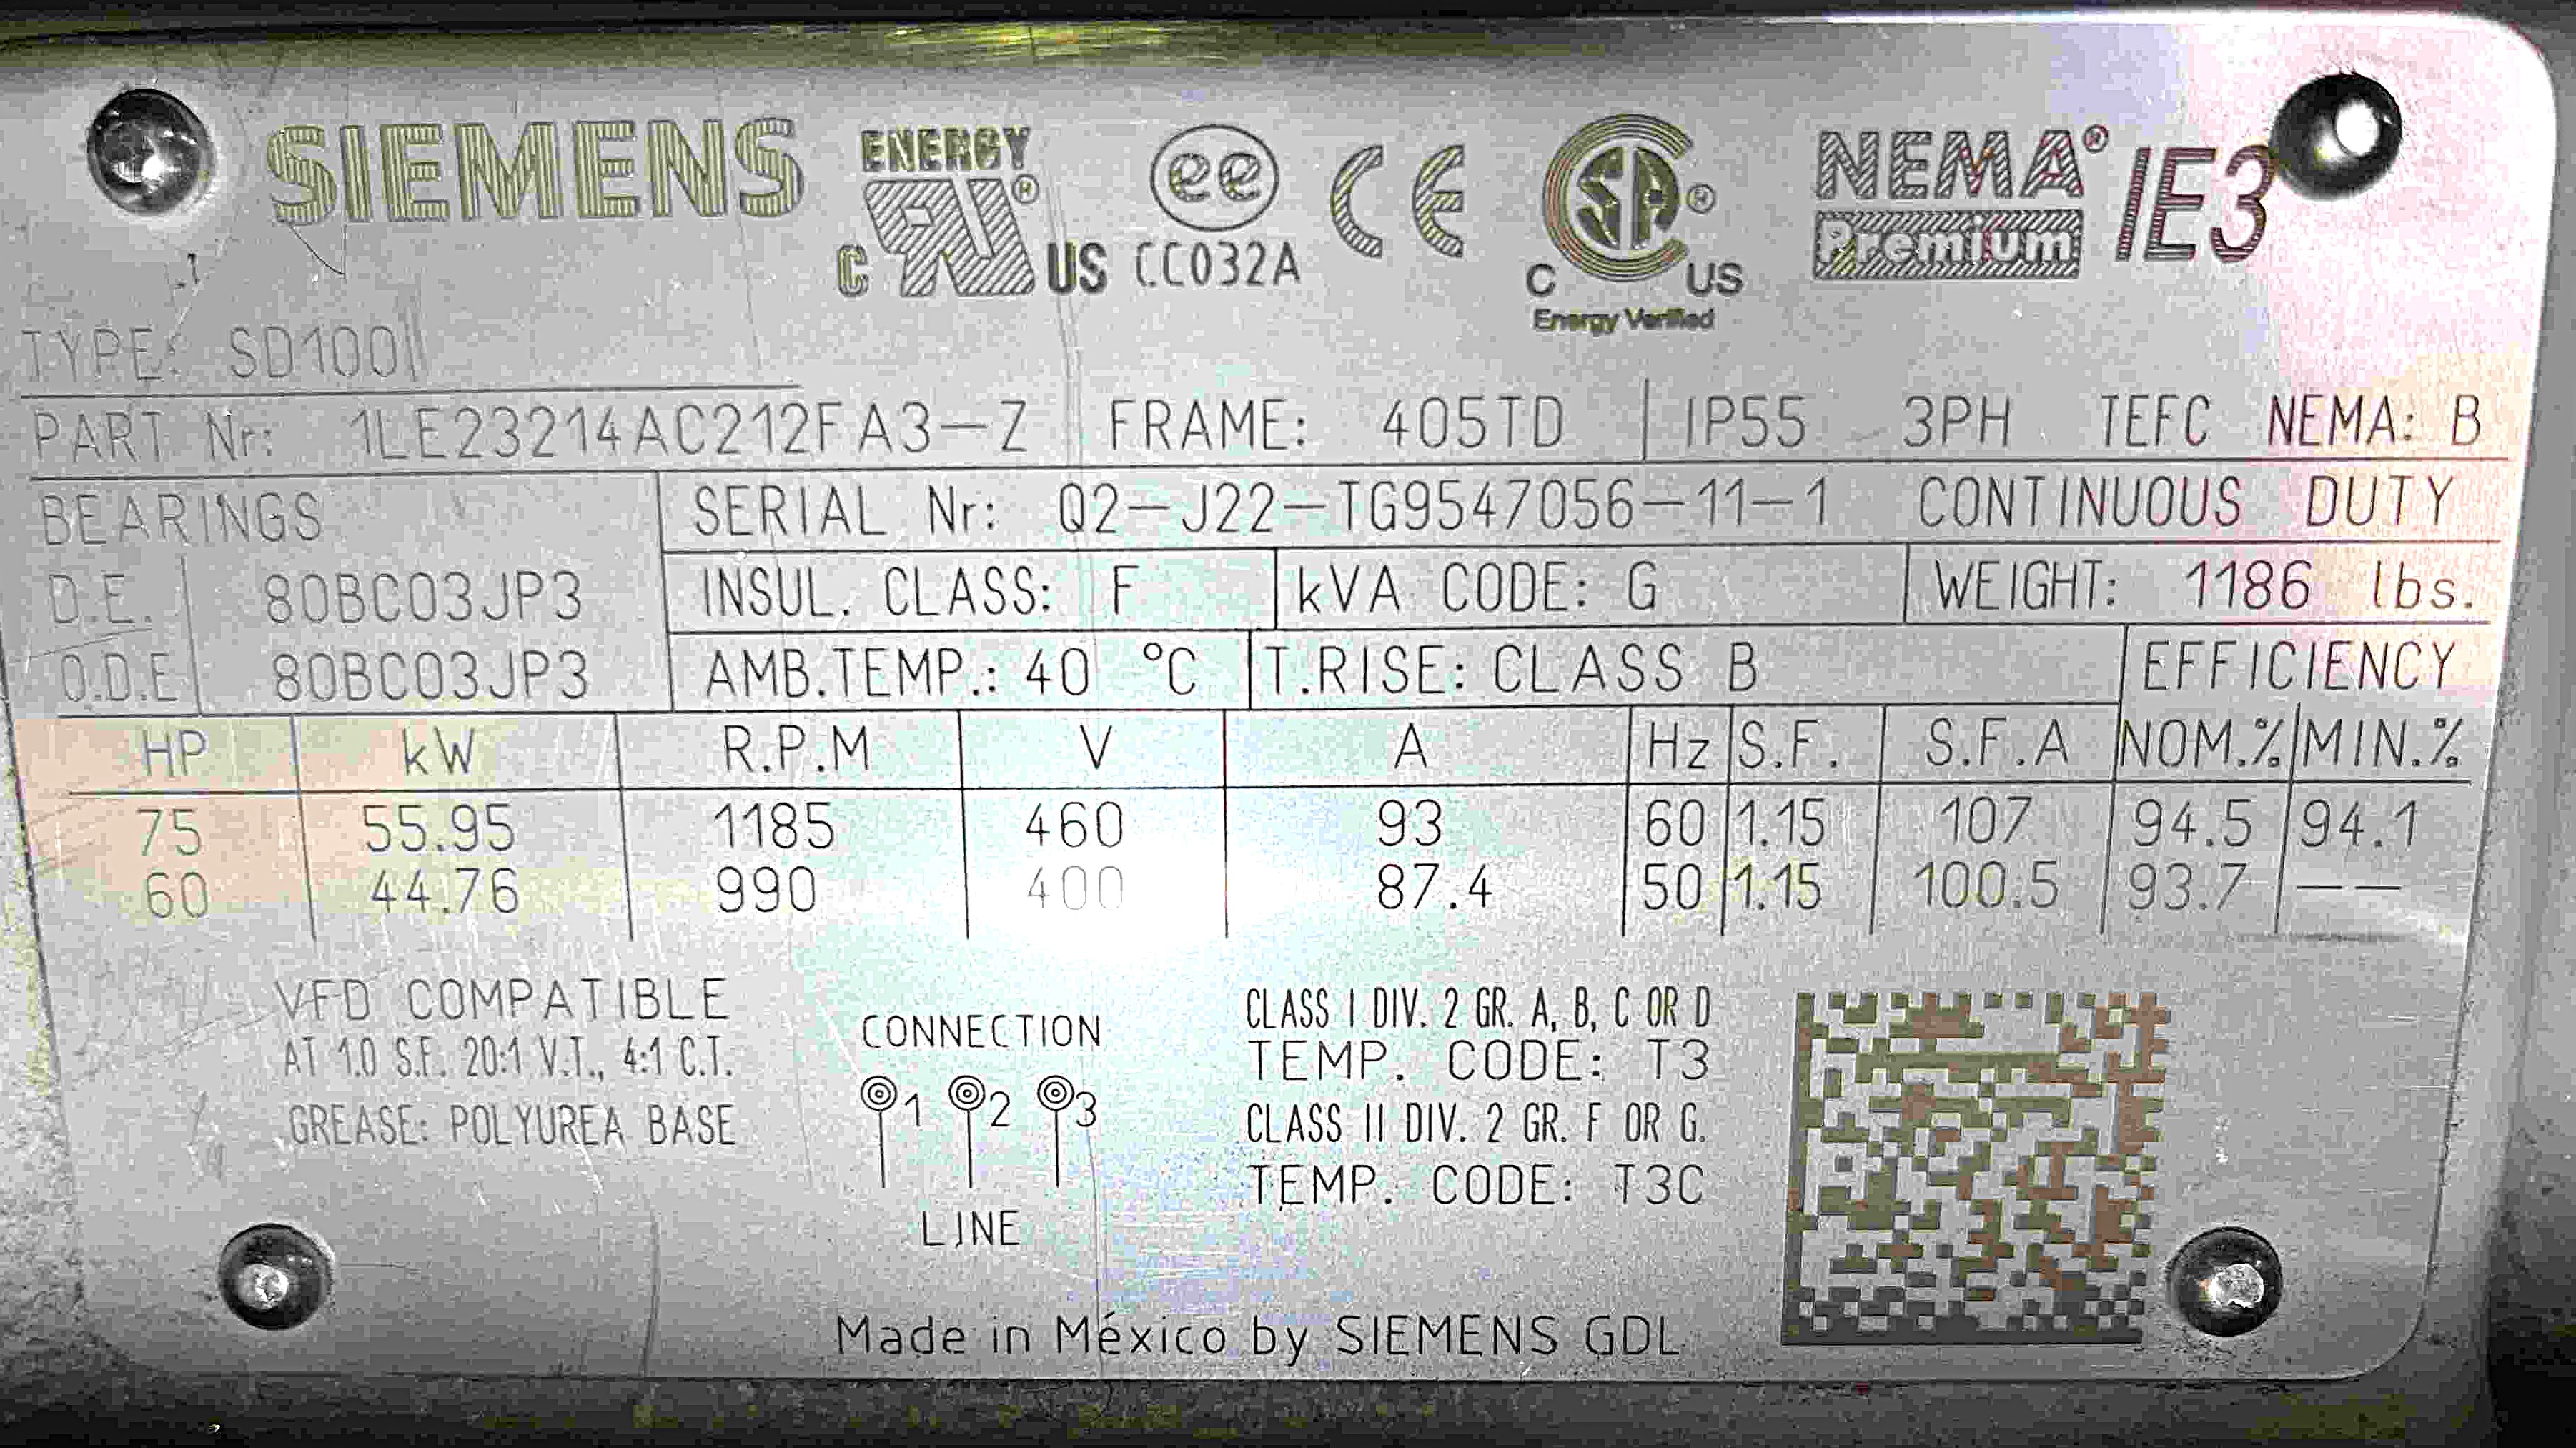 SIEMENS ENERGY ee CE SA® NEMA® IE3
C UL® US CC032A C US Premium
Energy Verified
TYPE: SD100II
PART Nr: 1LE23214AC212FA3-Z FRAME: 405TD IP55 3PH TEFC NEMA: B
BEARINGS SERIAL Nr: Q2-J22-TG9547056-11-1 CONTINUOUS DUTY
D.E. 80BC03JP3 INSUL. CLASS: F kVA CODE: G WEIGHT: 1186 lbs.
O.D.E 80BC03JP3 AMB.TEMP.: 40 °C T.RISE: CLASS B EFFICIENCY
HP kW R.P.M V A Hz S.F. S.F.A NOM.% MIN.%
75 55.95 1185 460 93 60 1.15 107 94.5 94.1
60 44.76 990 400 87.4 50 1.15 100.5 93.7 --
VFD COMPATIBLE
AT 1.0 S.F. 20:1 V.T., 4:1 C.T.
GREASE: POLYUREA BASE
CONNECTION
1 2 3
LINE
CLASS I DIV. 2 GR. A, B, C OR D
TEMP. CODE: T3
CLASS II DIV. 2 GR. F OR G.
TEMP. CODE: T3C
Made in México by SIEMENS GDL